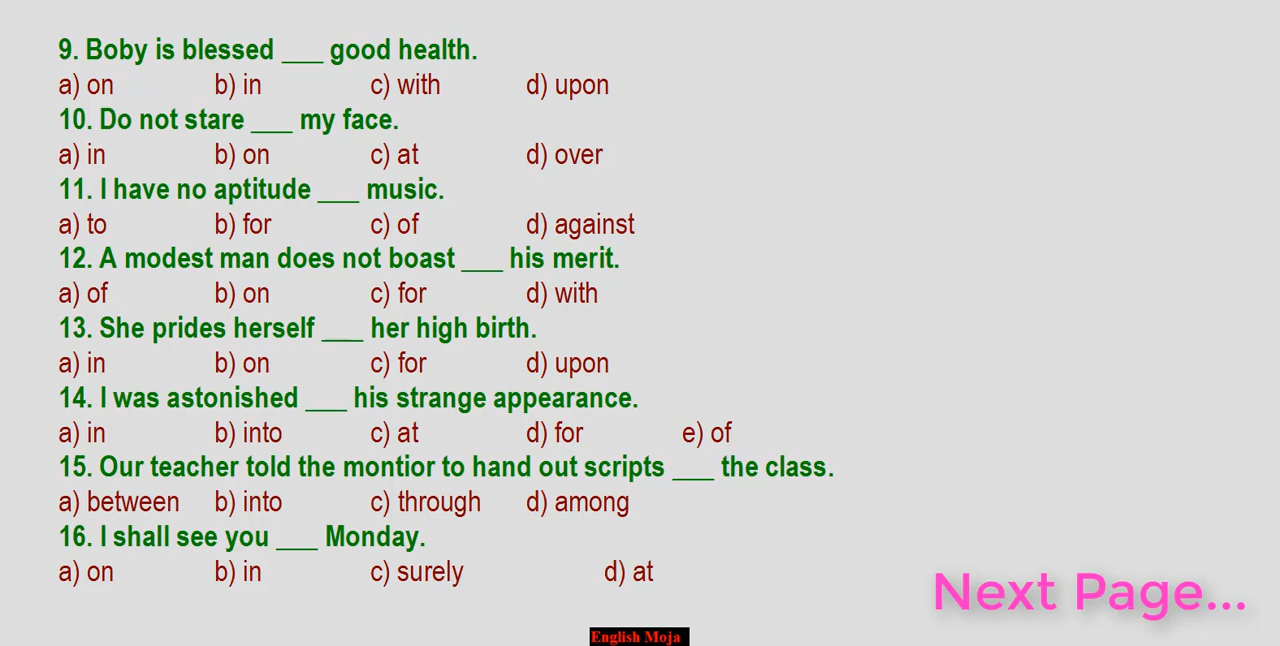 9. Boby is blessed ___ good health.
a) on b) in c) with d) upon
10. Do not stare ___ my face.
a) in b) on c) at d) over
11. I have no aptitude ___ music.
a) to b) for c) of d) against
12. A modest man does not boast ___ his merit.
a) of b) on c) for d) with
13. She prides herself ___ her high birth.
a) in b) on c) for d) upon
14. I was astonished ___ his strange appearance.
a) in b) into c) at d) for e) of
15. Our teacher told the montior to hand out scripts ___ the class.
a) between b) into c) through d) among
16. I shall see you ___ Monday.
a) on b) in c) surely d) at
Next Page...
English Moja